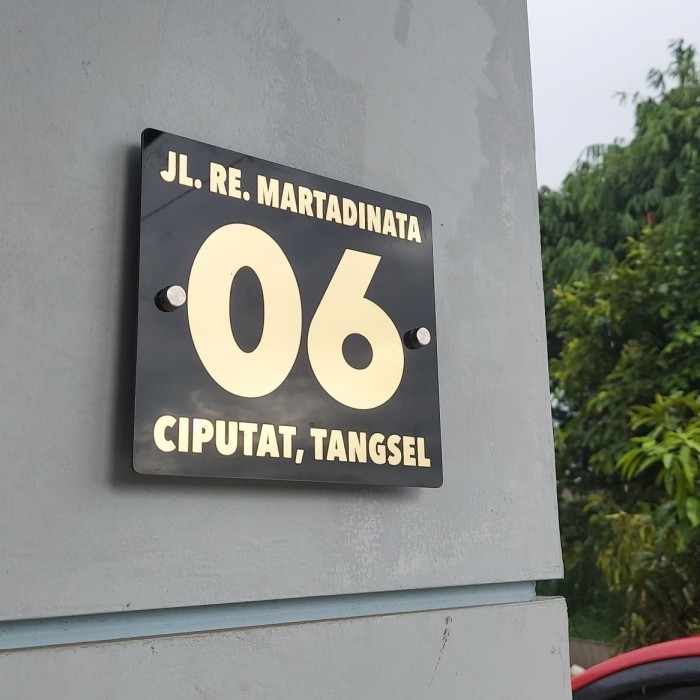 JL. RE. MARTADINATA
06
CIPUTAT, TANGSEL